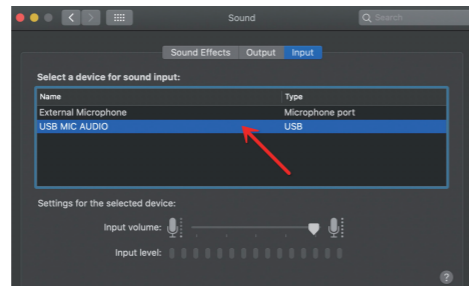 Sound
Search
Sound Effects Output Input
Select a device for sound input:
Name Type
External Microphone Microphone port
USB MIC AUDIO USB
Settings for the selected device:
Input volume:
Input level:
?